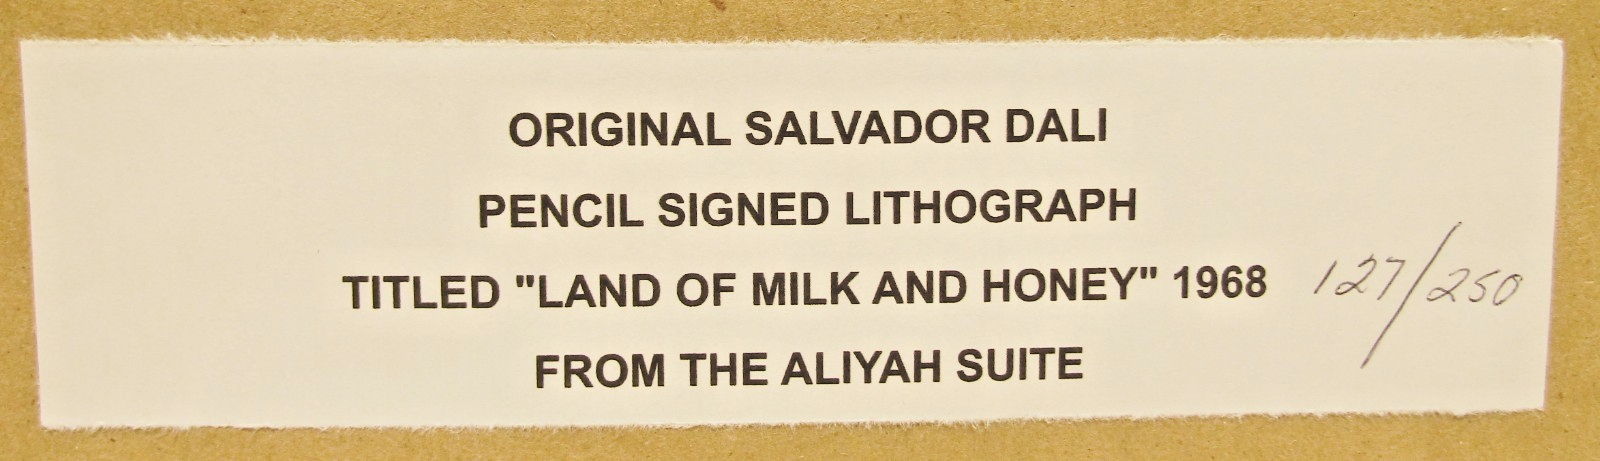 ORIGINAL SALVADOR DALI
PENCIL SIGNED LITHOGRAPH
TITLED "LAND OF MILK AND HONEY" 1968 127/250
FROM THE ALIYAH SUITE